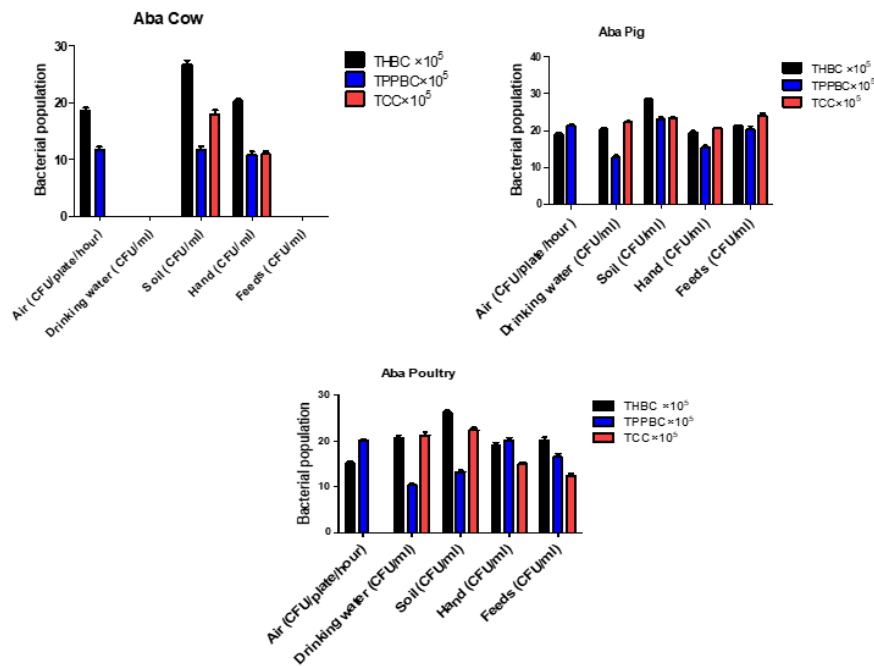 Aba Cow
30
20
10
0
Bacterial population
THBC ×10⁵
TPPBC×10⁵
TCC×10⁵
Air (CFU/plate/hour)
Drinking water (CFU/ml)
Soil (CFU/ml)
Hand (CFU/ml)
Feeds (CFU/ml)
Aba Pig
40
30
20
10
0
Bacterial population
THBC ×10⁵
TPPBC×10⁵
TCC×10⁵
Air (CFU/plate/hour)
Drinking water (CFU/ml)
Soil (CFU/ml)
Hand (CFU/ml)
Feeds (CFU/ml)
Aba Poultry
30
20
10
0
Bacterial population
THBC ×10⁵
TPPBC×10⁵
TCC×10⁵
Air (CFU/plate/hour)
Drinking water (CFU/ml)
Soil (CFU/ml)
Hand (CFU/ml)
Feeds (CFU/ml)